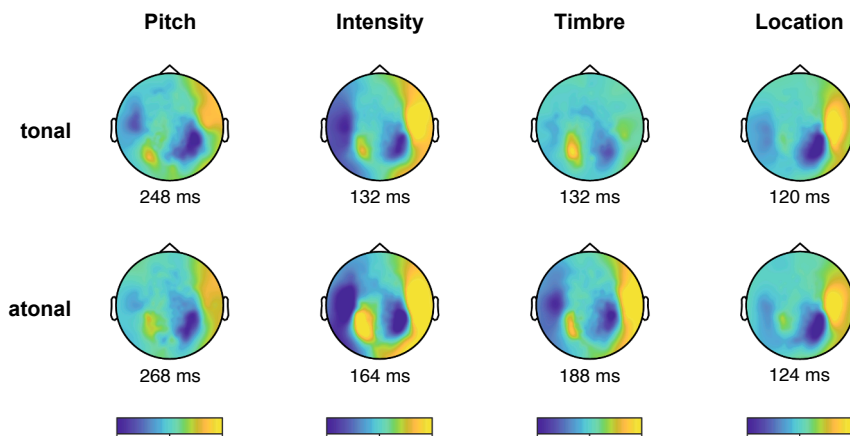 Pitch Intensity Timbre Location
tonal
248 ms 132 ms 132 ms 120 ms
atonal
268 ms 164 ms 188 ms 124 ms